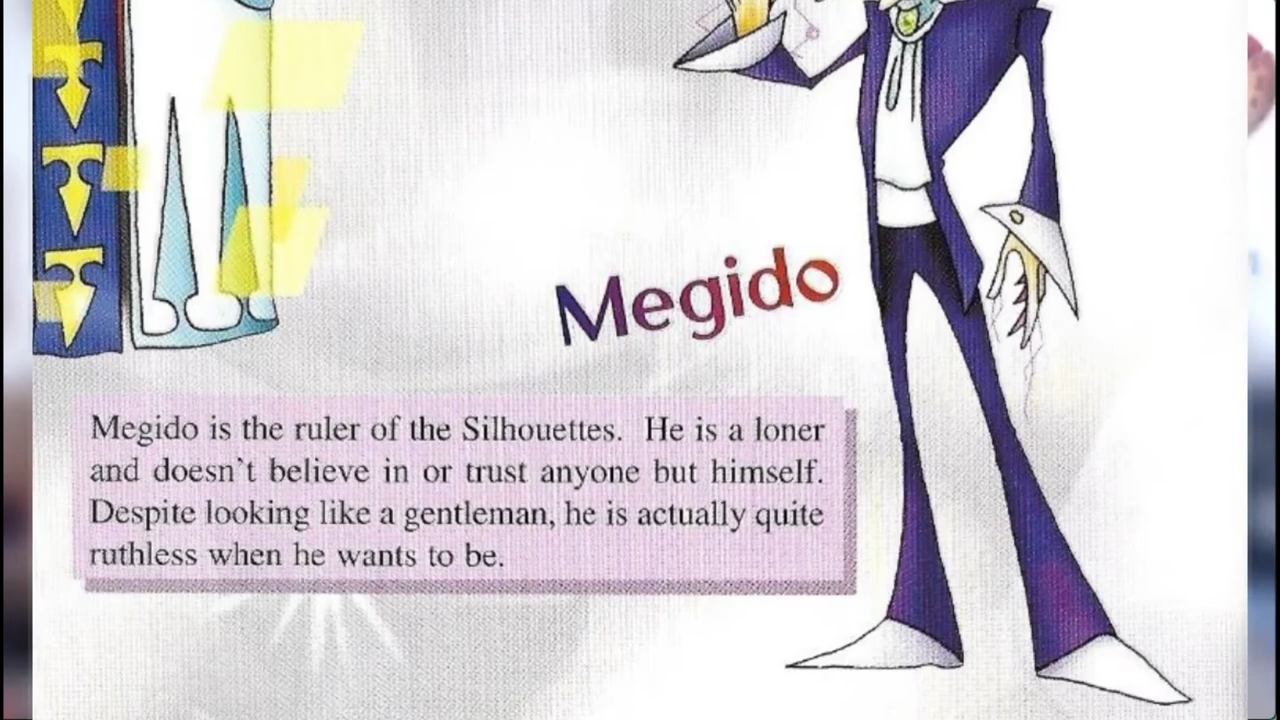 Megido
Megido is the ruler of the Silhouettes. He is a loner
and doesn't believe in or trust anyone but himself.
Despite looking like a gentleman, he is actually quite
ruthless when he wants to be.